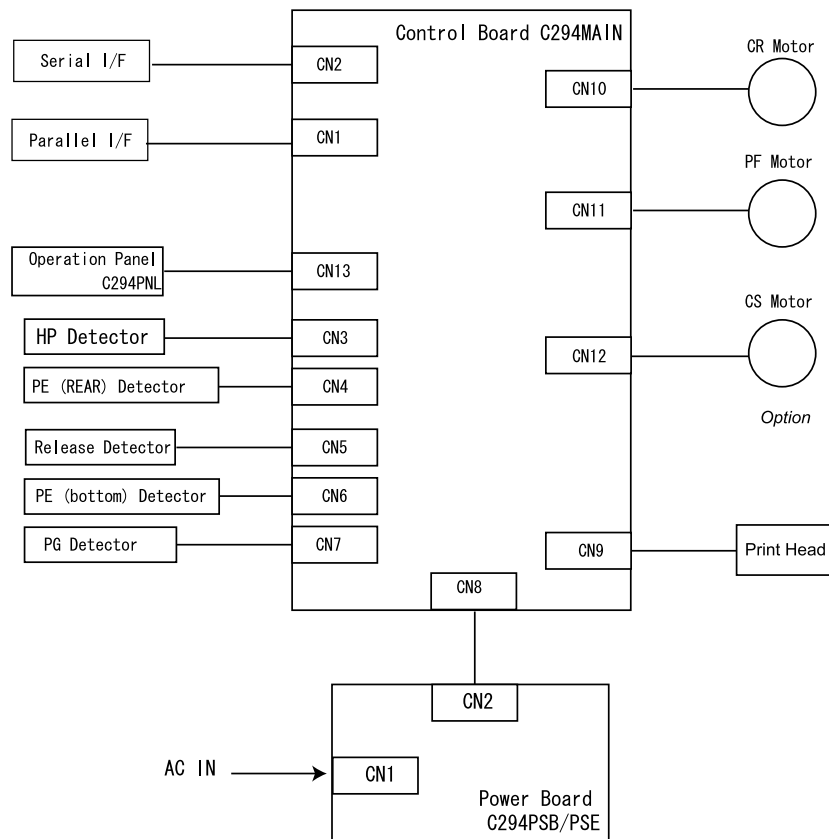 Control Board C294MAIN
Serial I/F
CN2
CN10
CR Motor
Parallel I/F
CN1
CN11
PF Motor
Operation Panel
C294PNL
CN13
HP Detector
CN3
CN12
CS Motor
Option
PE (REAR) Detector
CN4
Release Detector
CN5
PE (bottom) Detector
CN6
PG Detector
CN7
CN9
Print Head
CN8
CN2
AC IN
CN1
Power Board
C294PSB/PSE